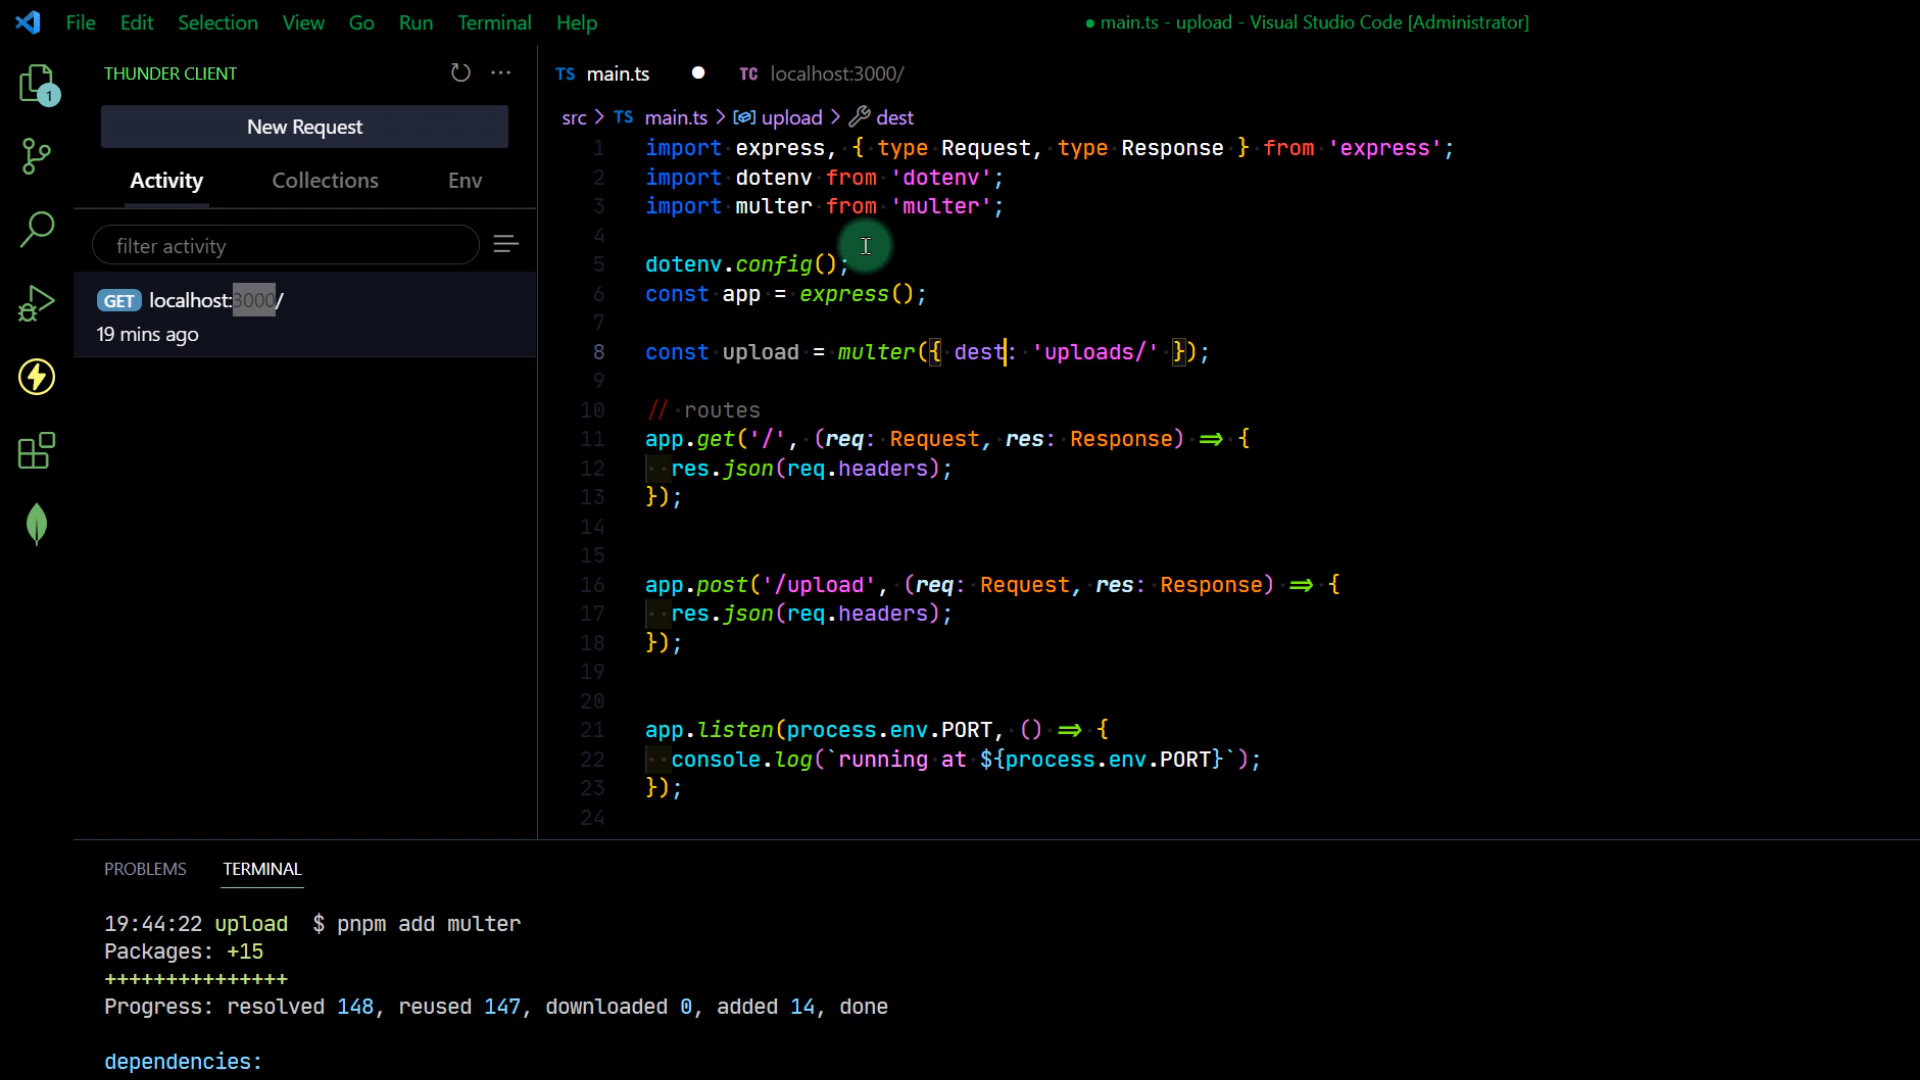 File Edit Selection View Go Run Terminal Help
● main.ts - upload - Visual Studio Code [Administrator]
1
THUNDER CLIENT
New Request
Activity Collections Env
filter activity
GET localhost:3000/
19 mins ago
TS main.ts ● TC localhost:3000/
src > TS main.ts > upload > dest
1 import express, { type Request, type Response } from 'express';
2 import dotenv from 'dotenv';
3 import multer from 'multer';
4
5 dotenv.config();
6 const app = express();
7
8 const upload = multer({ dest: 'uploads/' });
9
10 // routes
11 app.get('/', (req: Request, res: Response) => {
12 res.json(req.headers);
13 });
14
15
16 app.post('/upload', (req: Request, res: Response) => {
17 res.json(req.headers);
18 });
19
20
21 app.listen(process.env.PORT, () => {
22 console.log(`running at ${process.env.PORT}`);
23 });
24
PROBLEMS TERMINAL
19:44:22 upload $ pnpm add multer
Packages: +15
+++++++++++++++
Progress: resolved 148, reused 147, downloaded 0, added 14, done
dependencies: